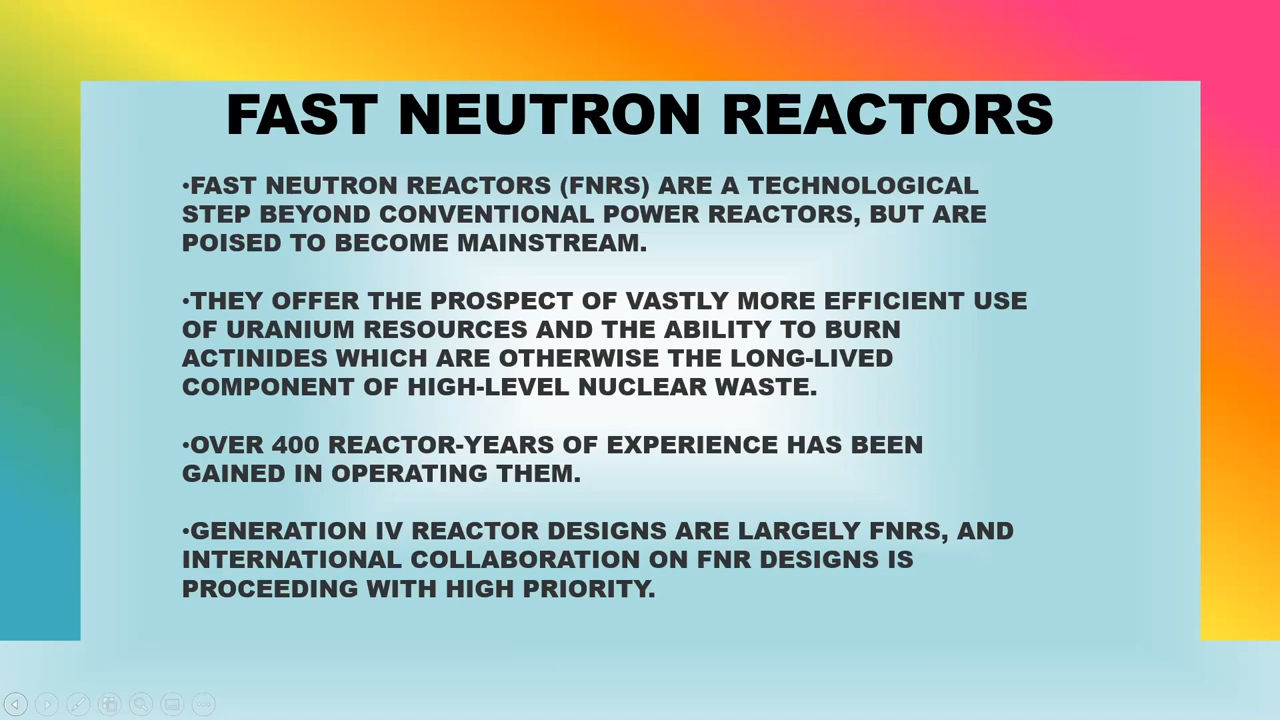 FAST NEUTRON REACTORS
•FAST NEUTRON REACTORS (FNRS) ARE A TECHNOLOGICAL
STEP BEYOND CONVENTIONAL POWER REACTORS, BUT ARE
POISED TO BECOME MAINSTREAM.
•THEY OFFER THE PROSPECT OF VASTLY MORE EFFICIENT USE
OF URANIUM RESOURCES AND THE ABILITY TO BURN
ACTINIDES WHICH ARE OTHERWISE THE LONG-LIVED
COMPONENT OF HIGH-LEVEL NUCLEAR WASTE.
•OVER 400 REACTOR-YEARS OF EXPERIENCE HAS BEEN
GAINED IN OPERATING THEM.
•GENERATION IV REACTOR DESIGNS ARE LARGELY FNRS, AND
INTERNATIONAL COLLABORATION ON FNR DESIGNS IS
PROCEEDING WITH HIGH PRIORITY.